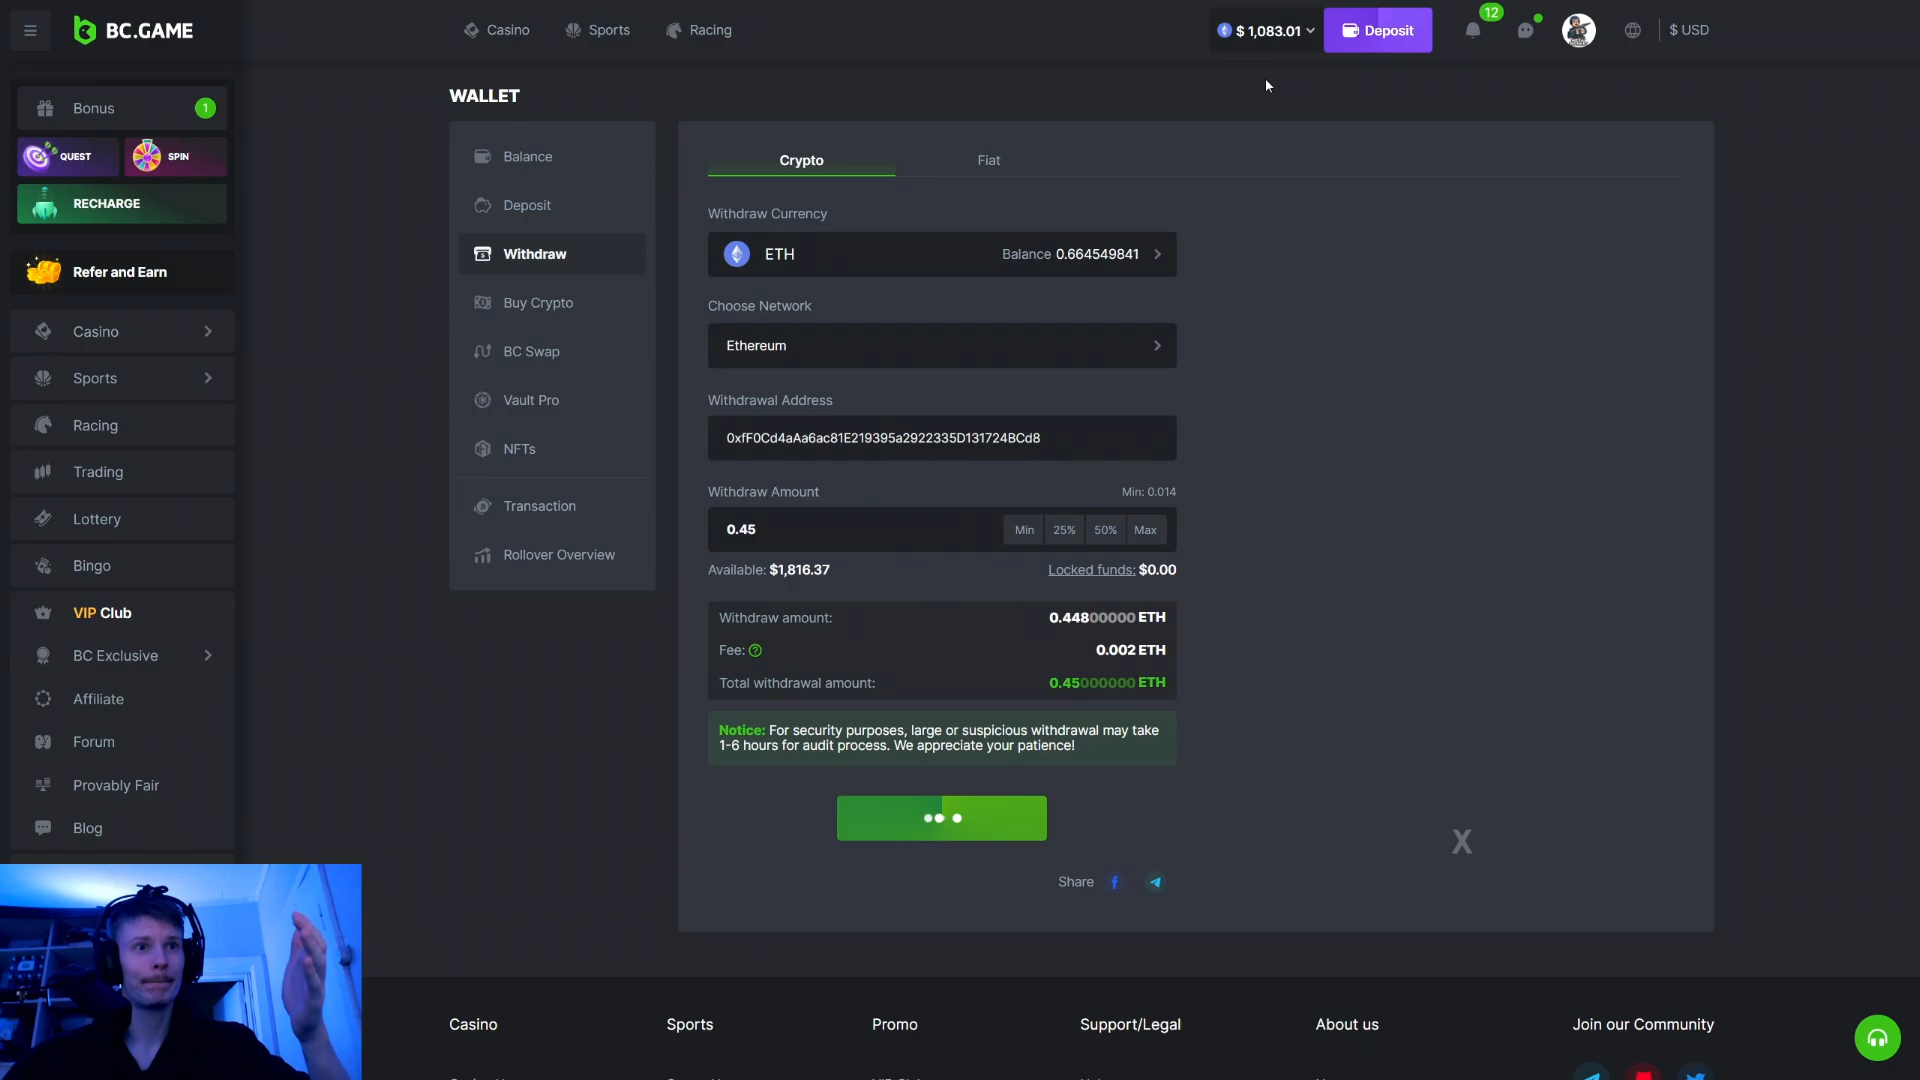 BC.GAME
Casino
Sports
Racing
$ 1,083.01
Deposit
12
$ USD
Bonus
1
QUEST
SPIN
RECHARGE
Refer and Earn
Casino
Sports
Racing
Trading
Lottery
Bingo
VIP Club
BC Exclusive
Affiliate
Forum
Provably Fair
Blog
WALLET
Balance
Deposit
Withdraw
Buy Crypto
BC Swap
Vault Pro
NFTs
Transaction
Rollover Overview
Crypto
Fiat
Withdraw Currency
ETH
Balance 0.664549841
Choose Network
Ethereum
Withdrawal Address
0xfF0Cd4aAa6ac81E219395a2922335D131724BCd8
Withdraw Amount
Min: 0.014
0.45
Min
25%
50%
Max
Available: $1,816.37
Locked funds: $0.00
Withdraw amount:
0.44800000 ETH
Fee:
0.002 ETH
Total withdrawal amount:
0.45000000 ETH
Notice: For security purposes, large or suspicious withdrawal may take
1-6 hours for audit process. We appreciate your patience!
X
Share
Casino
Sports
Promo
Support/Legal
About us
Join our Community